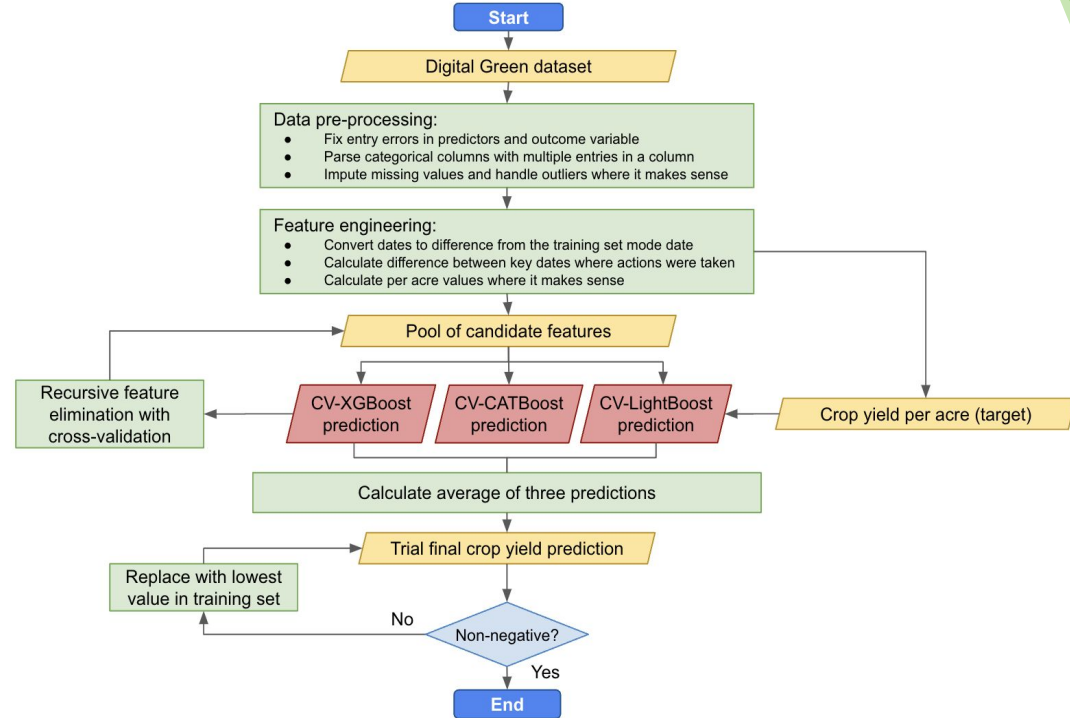 Start
Digital Green dataset
Data pre-processing:
● Fix entry errors in predictors and outcome variable
● Parse categorical columns with multiple entries in a column
● Impute missing values and handle outliers where it makes sense
Feature engineering:
● Convert dates to difference from the training set mode date
● Calculate difference between key dates where actions were taken
● Calculate per acre values where it makes sense
Pool of candidate features
Recursive feature
elimination with
cross-validation
CV-XGBoost
prediction
CV-CATBoost
prediction
CV-LightBoost
prediction
Crop yield per acre (target)
Calculate average of three predictions
Trial final crop yield prediction
Replace with lowest
value in training set
No
Non-negative?
Yes
End